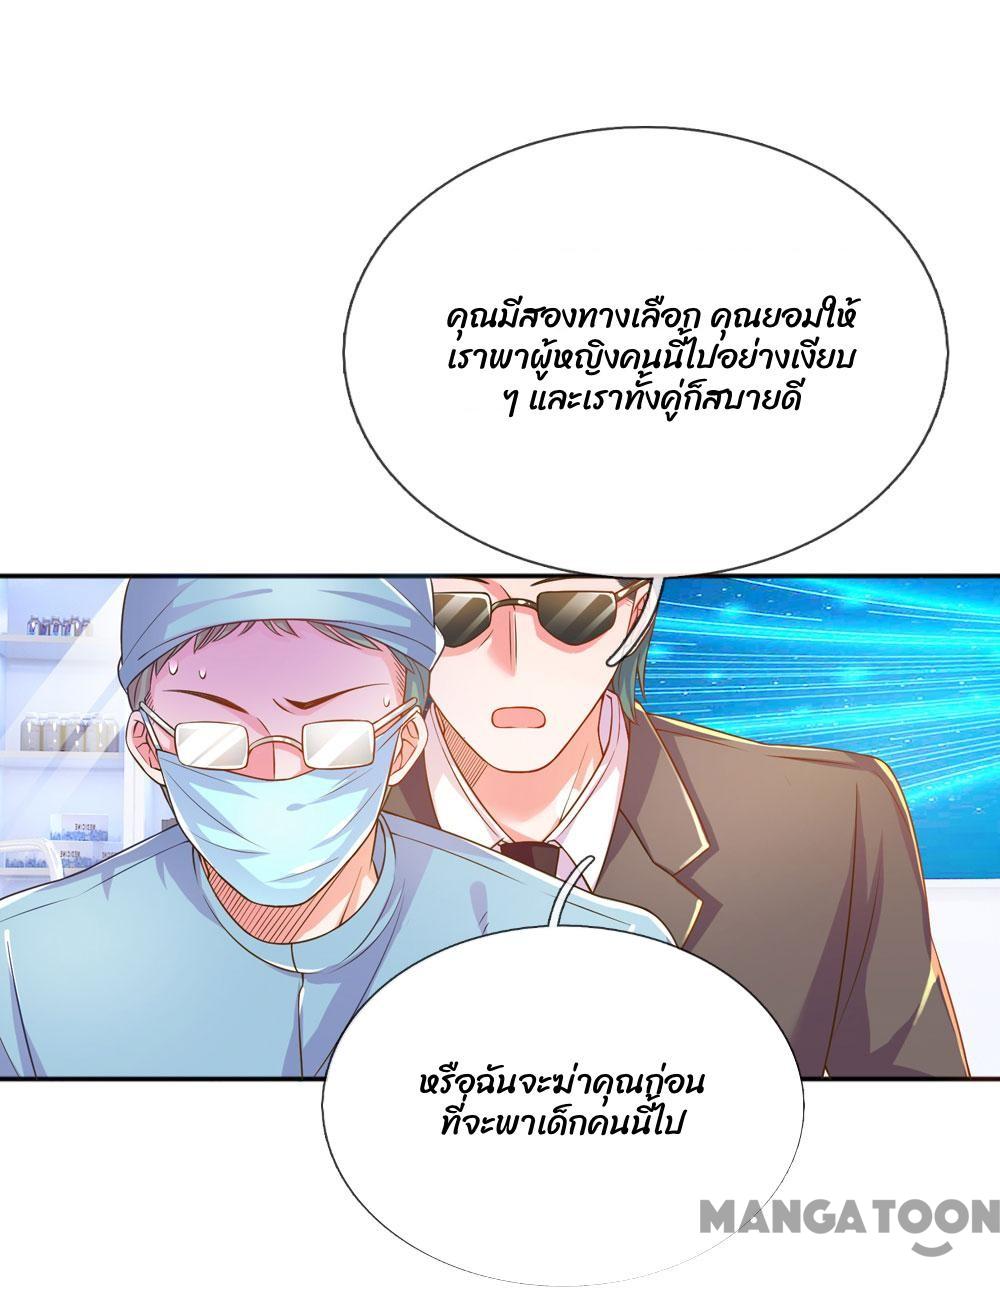 คุณมีสองทางเลือก คุณยอมให้
เราพาผู้หญิงคนนี้ไปอย่างเงียบ
ๆ และเราทั้งคู่ก็สบายดี
MEDICINE
หรือฉันจะฆ่าคุณก่อน
ที่จะพาเด็กคนนี้ไป
MANGATOON